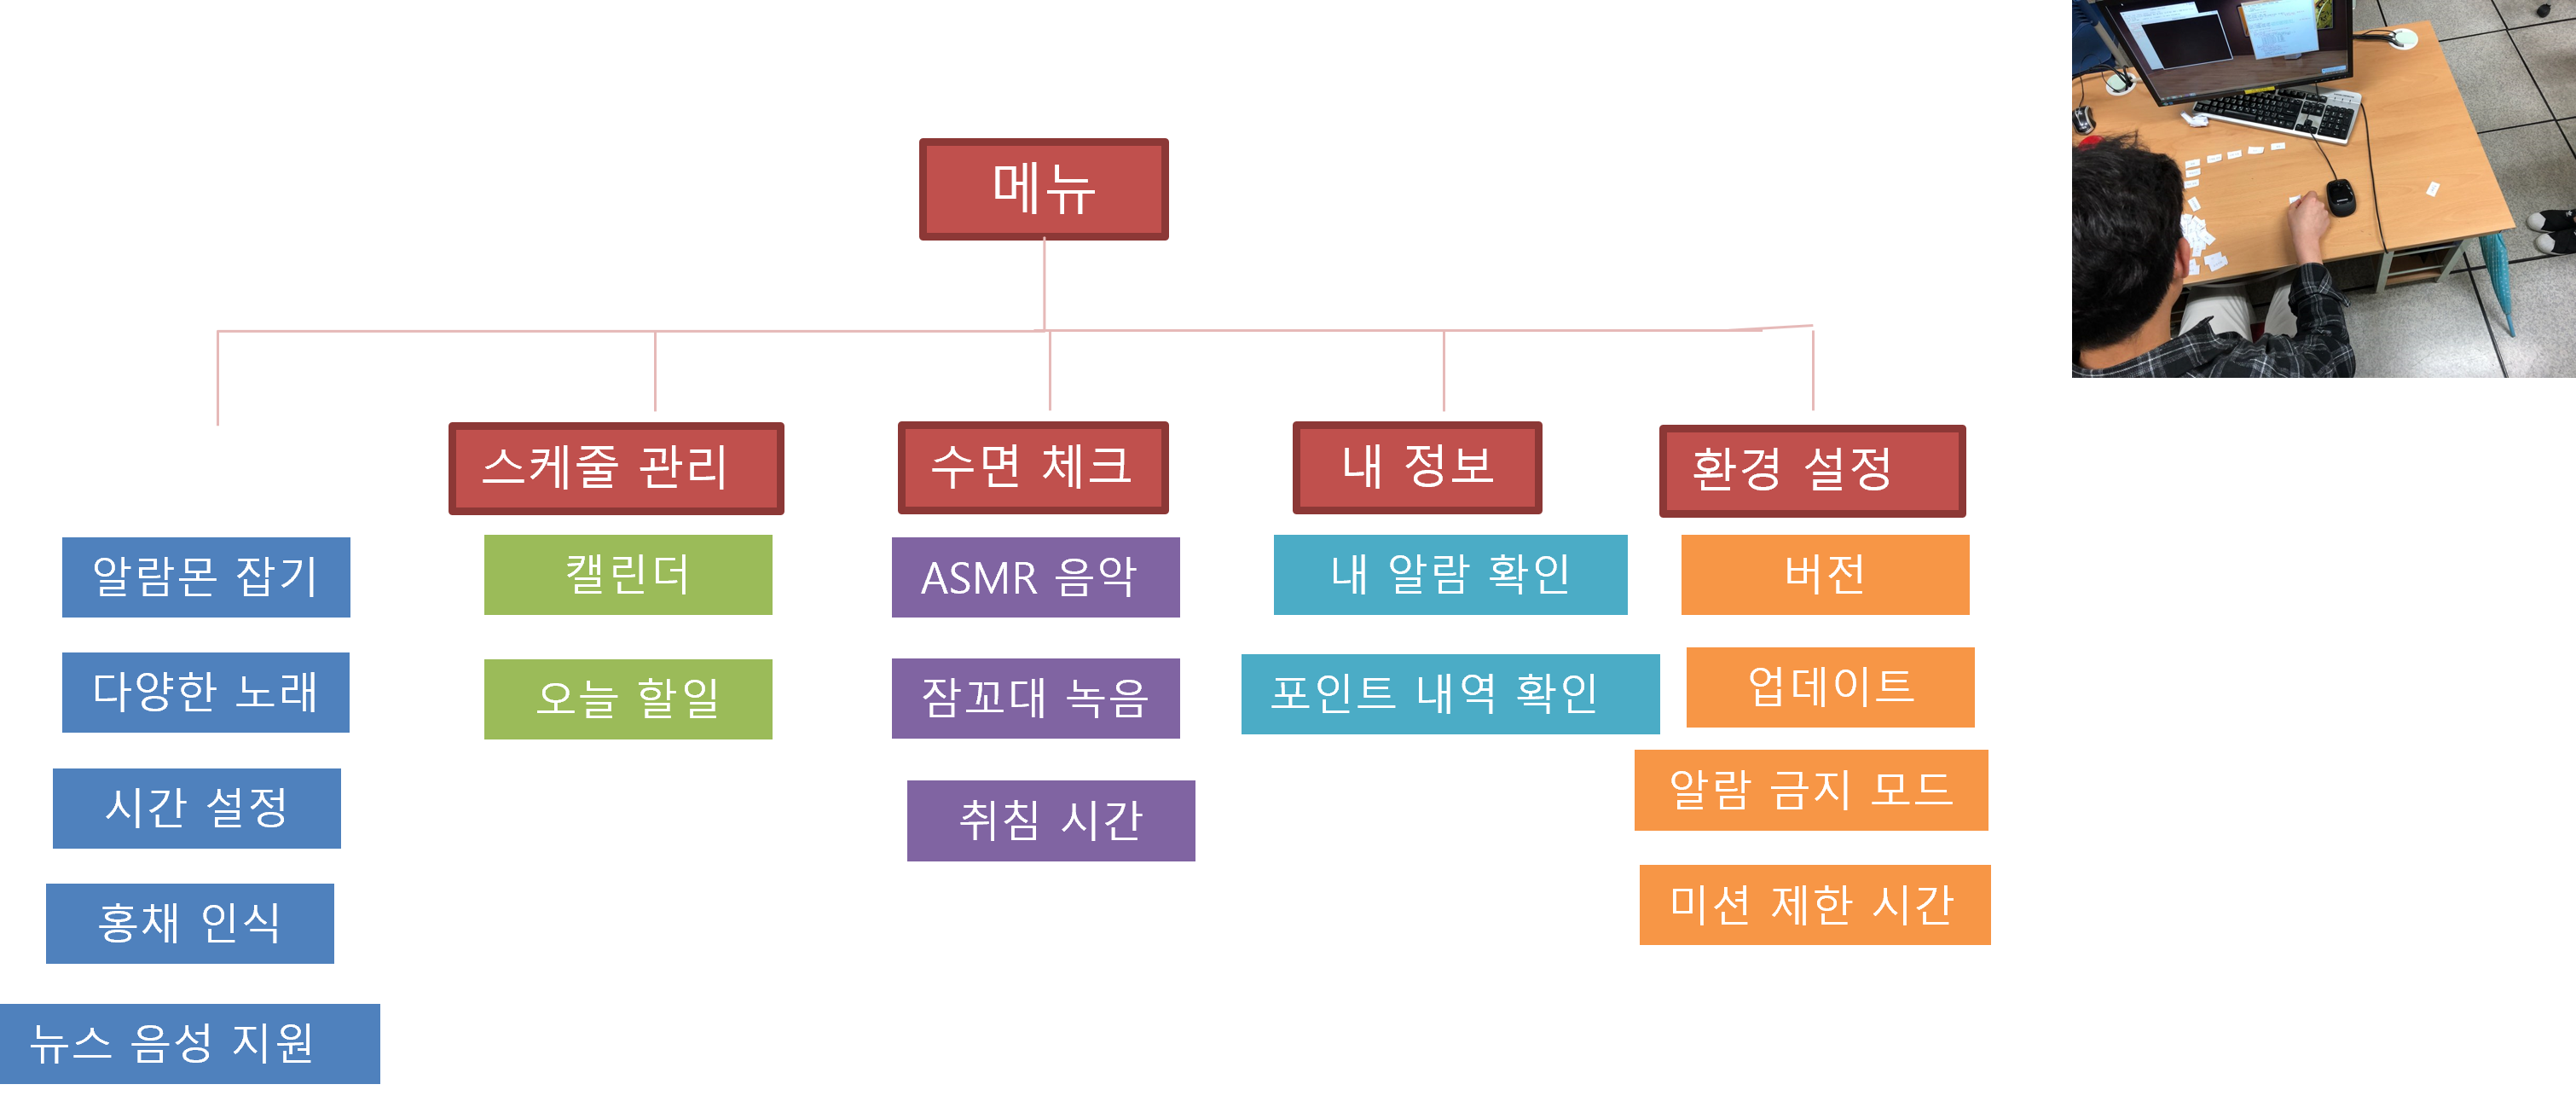 메뉴
스케줄 관리
수면 체크
내 정보
환경 설정
알람몬 잡기
다양한 노래
시간 설정
홍채 인식
뉴스 음성 지원
캘린더
오늘 할일
ASMR 음악
잠꼬대 녹음
취침 시간
내 알람 확인
포인트 내역 확인
버전
업데이트
알람 금지 모드
미션 제한 시간